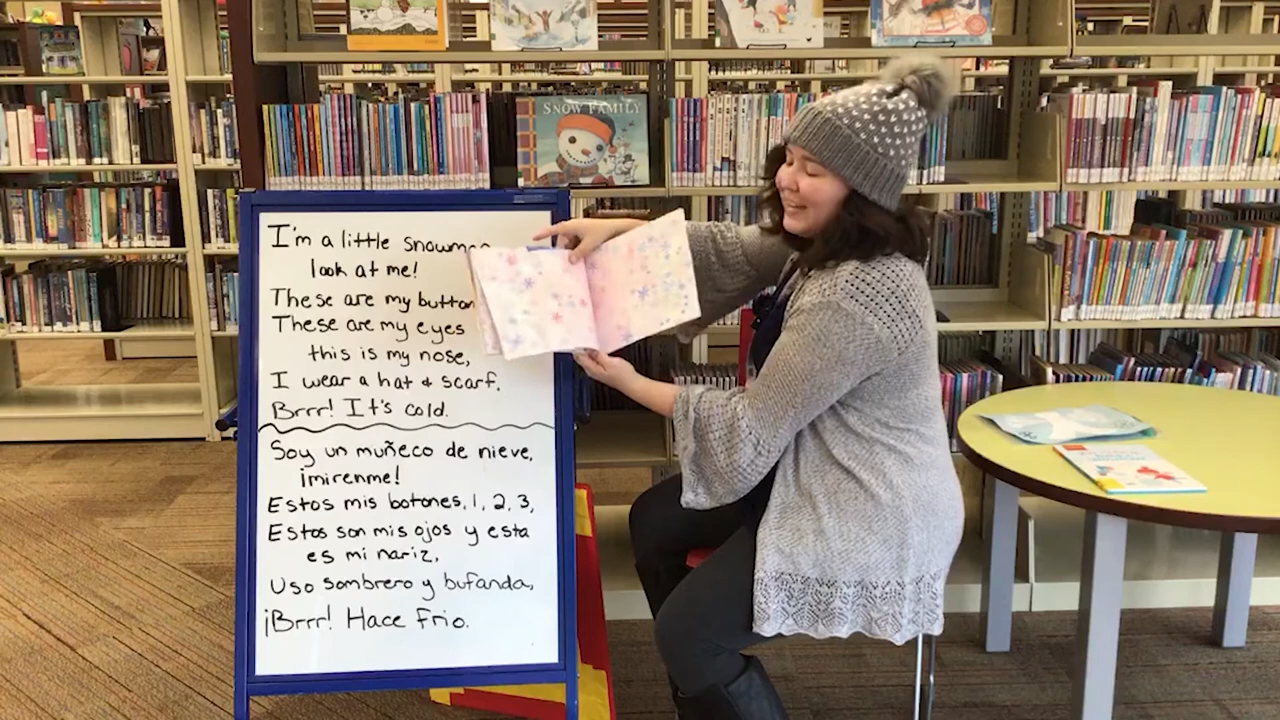 SNOW FAMILY
I'm a little snowman
look at me!
These are my button
These are my eyes
this is my nose,
I wear a hat & scarf.
Brrr! It's cold.
Soy un muñeco de nieve,
¡mirenme!
Estos mis botones, 1, 2, 3,
Estos son mis ojos y esta
es mi nariz,
Uso sombrero y bufanda,
¡Brrr! Hace frio.